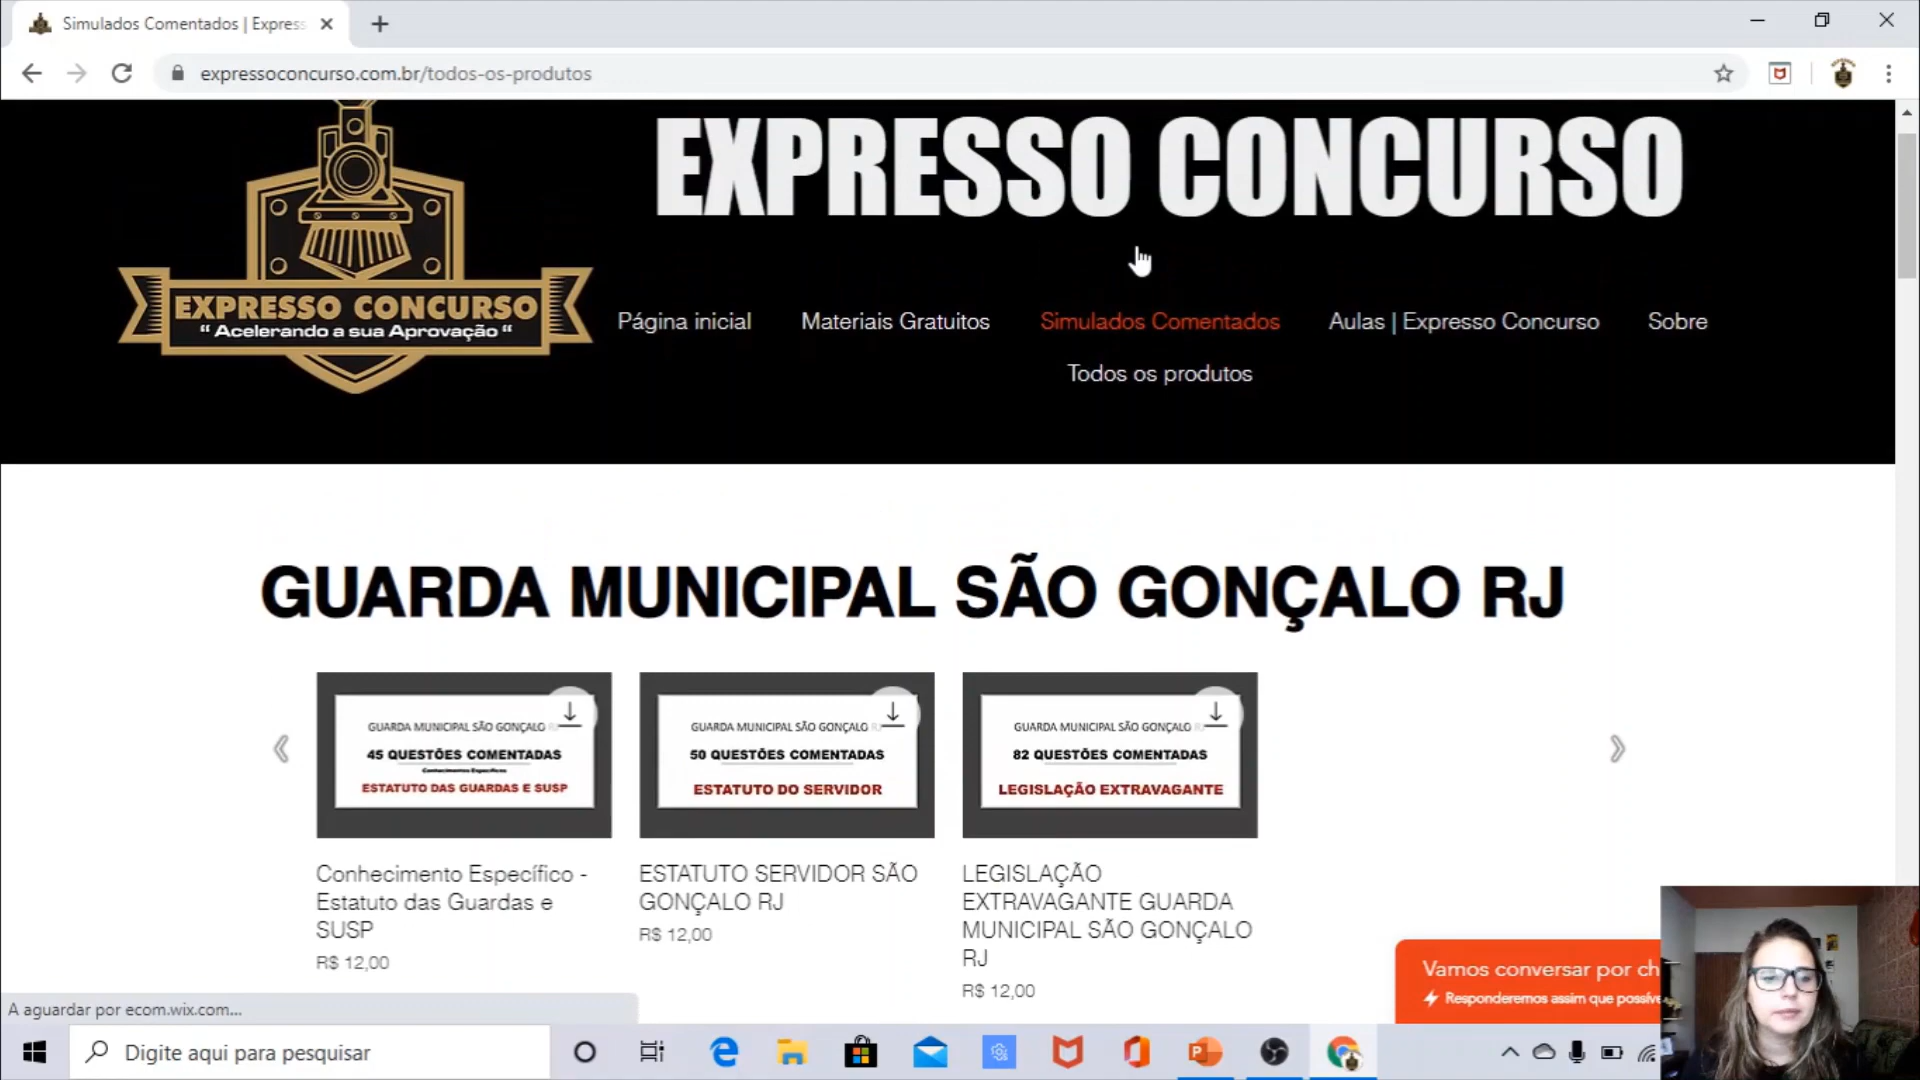 Simulados Comentados | Express
expressoconcurso.com.br/todos-os-produtos
EXPRESSO CONCURSO
EXPRESSO CONCURSO
“ Acelerando a sua Aprovação “
Página inicial
Materiais Gratuitos
Simulados Comentados
Aulas | Expresso Concurso
Sobre
Todos os produtos
GUARDA MUNICIPAL SÃO GONÇALO RJ
GUARDA MUNICIPAL SÃO GONÇALO
45 QUESTÕES COMENTADAS
Conhecimentos Específicos
ESTATUTO DAS GUARDAS E SUSP
GUARDA MUNICIPAL SÃO GONÇALO
50 QUESTÕES COMENTADAS
ESTATUTO DO SERVIDOR
GUARDA MUNICIPAL SÃO GONÇALO
82 QUESTÕES COMENTADAS
LEGISLAÇÃO EXTRAVAGANTE
Conhecimento Específico -
Estatuto das Guardas e
SUSP
R$ 12,00
ESTATUTO SERVIDOR SÃO
GONÇALO RJ
R$ 12,00
LEGISLAÇÃO
EXTRAVAGANTE GUARDA
MUNICIPAL SÃO GONÇALO
RJ
R$ 12,00
Vamos conversar por ch
Responderemos assim que possíve
A aguardar por ecom.wix.com...
Digite aqui para pesquisar